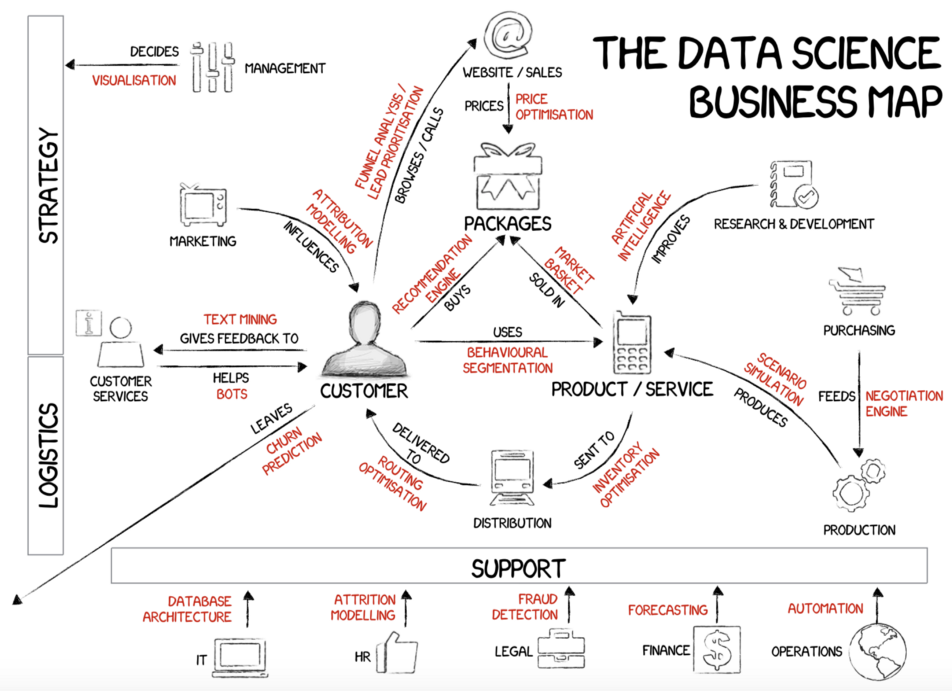 THE DATA SCIENCE
BUSINESS MAP
STRATEGY
LOGISTICS
DECIDES
VISUALISATION
MANAGEMENT
WEBSITE / SALES
PRICES
PRICE
OPTIMISATION
FUNNEL ANALYSIS /
LEAD PRIORITISATION
BROWSES / CALLS
MARKETING
ATTRIBUTION
MODELLING
INFLUENCES
PACKAGES
RECOMMENDATION
ENGINE
BUYS
MARKET
BASKET
SOLD IN
ARTIFICIAL
INTELLIGENCE
IMPROVES
RESEARCH & DEVELOPMENT
PURCHASING
TEXT MINING
GIVES FEEDBACK TO
HELPS
BOTS
CUSTOMER
SERVICES
CUSTOMER
USES
BEHAVIOURAL
SEGMENTATION
PRODUCT / SERVICE
SCENARIO
SIMULATION
PRODUCES
FEEDS
NEGOTIATION
ENGINE
LEAVES
CHURN
PREDICTION
DELIVERED
TO
ROUTING
OPTIMISATION
SENT TO
INVENTORY
OPTIMISATION
DISTRIBUTION
PRODUCTION
SUPPORT
DATABASE
ARCHITECTURE
IT
ATTRITION
MODELLING
HR
FRAUD
DETECTION
LEGAL
FORECASTING
FINANCE
$
AUTOMATION
OPERATIONS